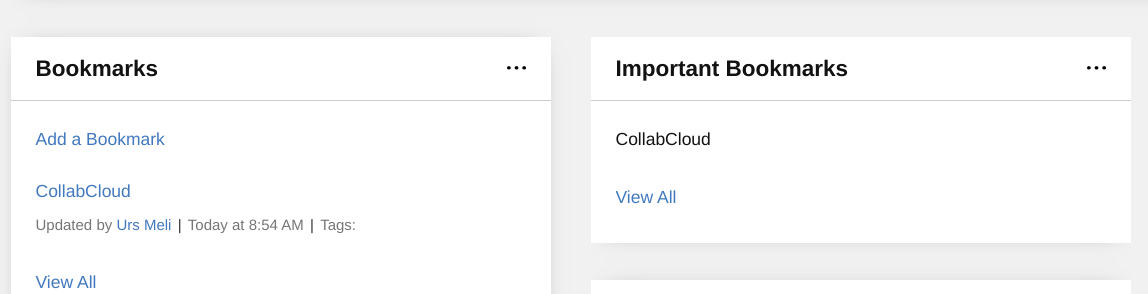 Bookmarks
Add a Bookmark
CollabCloud
Updated by Urs Meli | Today at 8:54 AM | Tags:
View All
Important Bookmarks
CollabCloud
View All